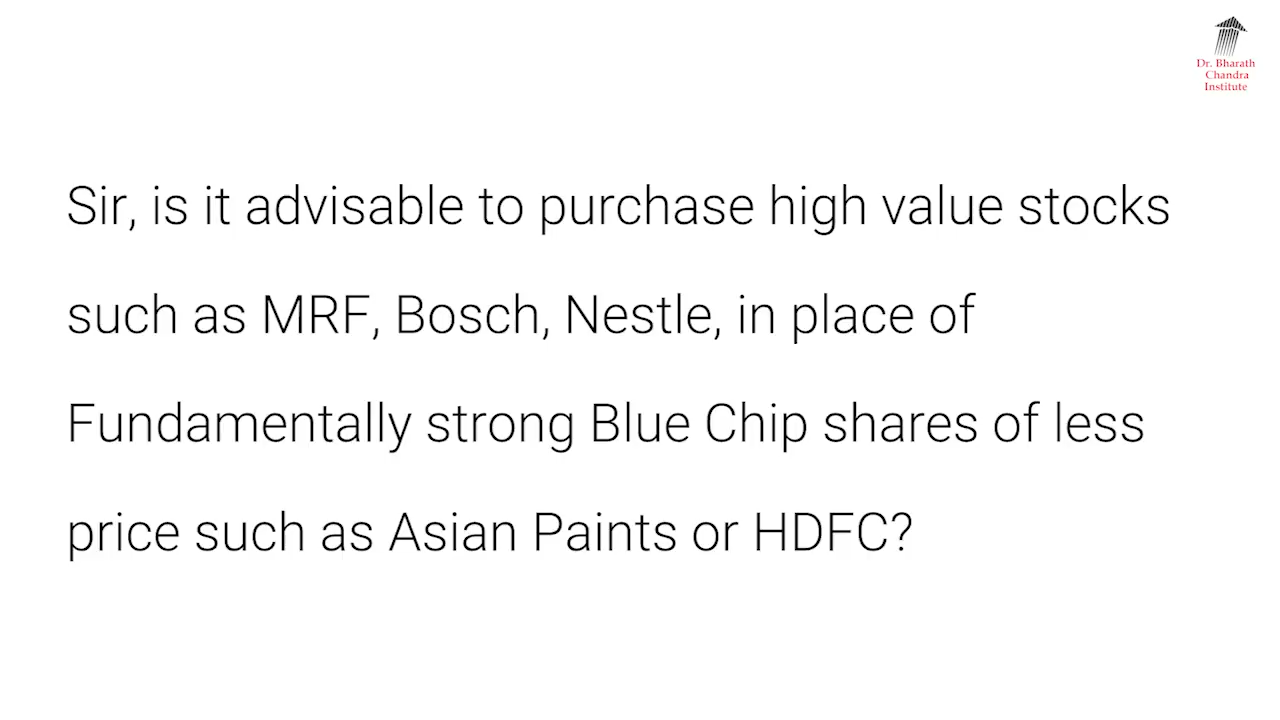 Dr. Bharath
Chandra
Institute
Sir, is it advisable to purchase high value stocks
such as MRF, Bosch, Nestle, in place of
Fundamentally strong Blue Chip shares of less
price such as Asian Paints or HDFC?